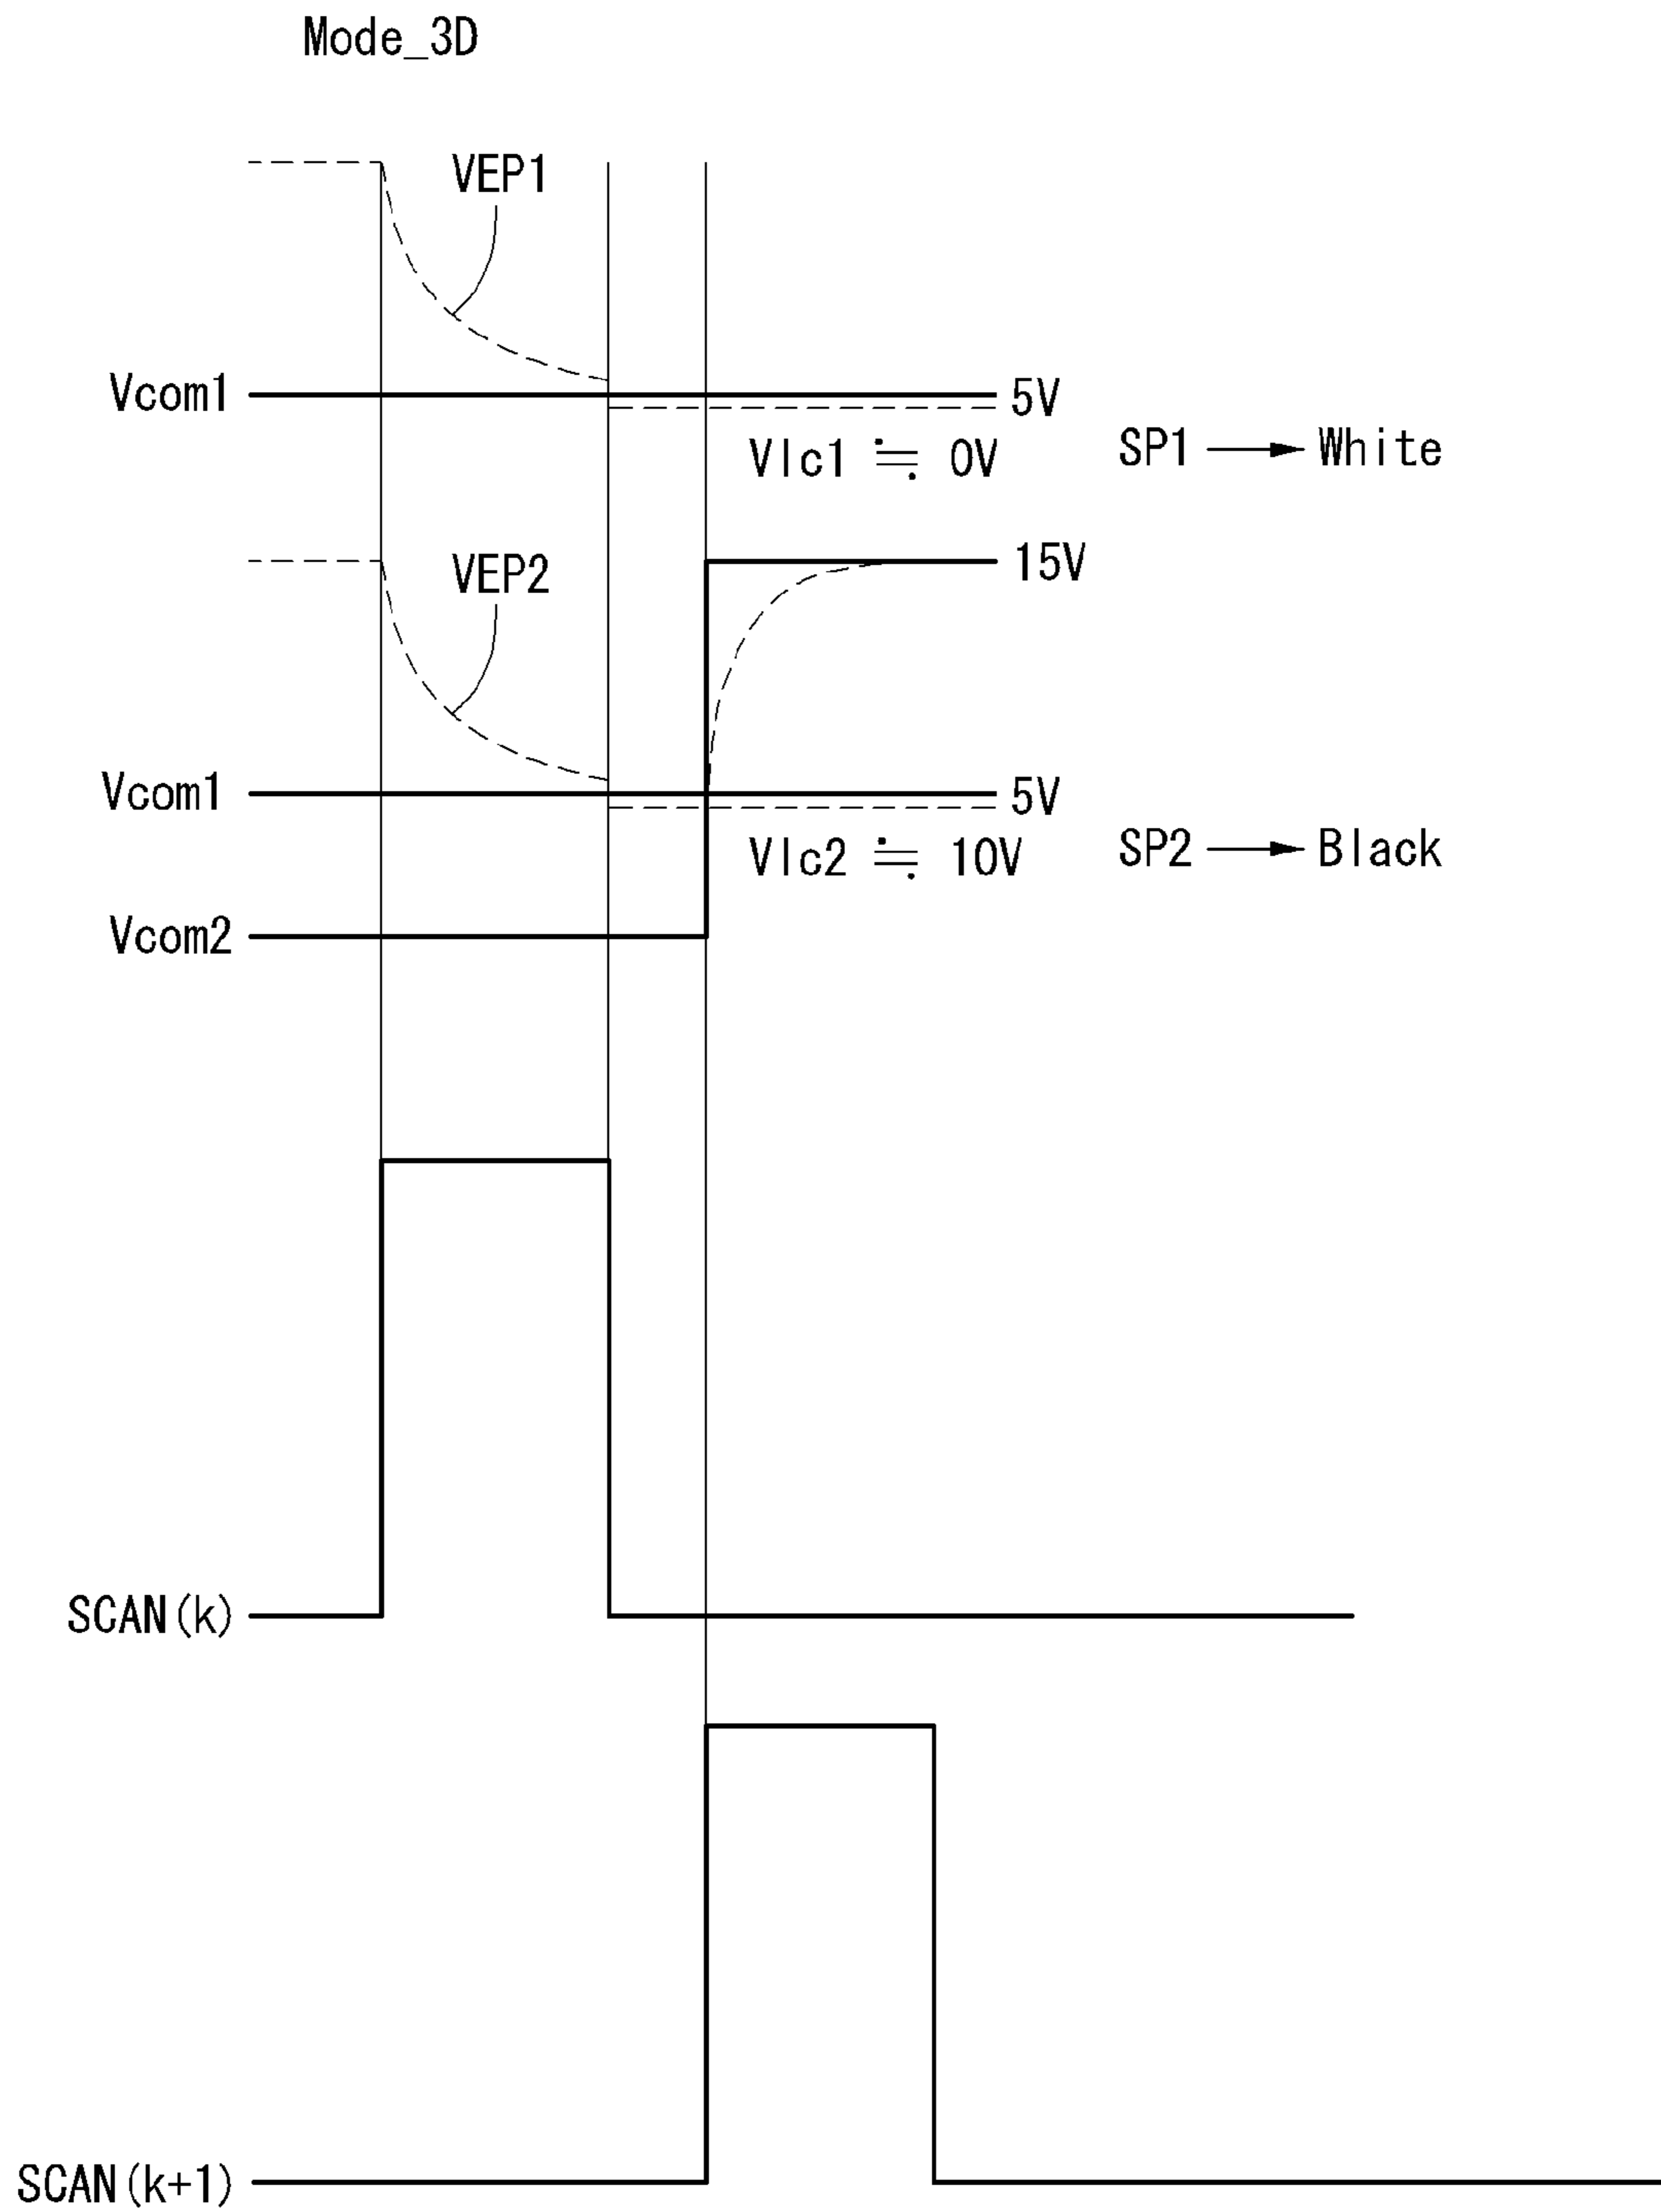 Mode_3D
VEP1
Vcom1
5V
Vlc1 ≒ 0V
SP1 → White
VEP2
15V
Vcom1
5V
Vlc2 ≒ 10V
SP2 → Black
Vcom2
SCAN(k)
SCAN(k+1)